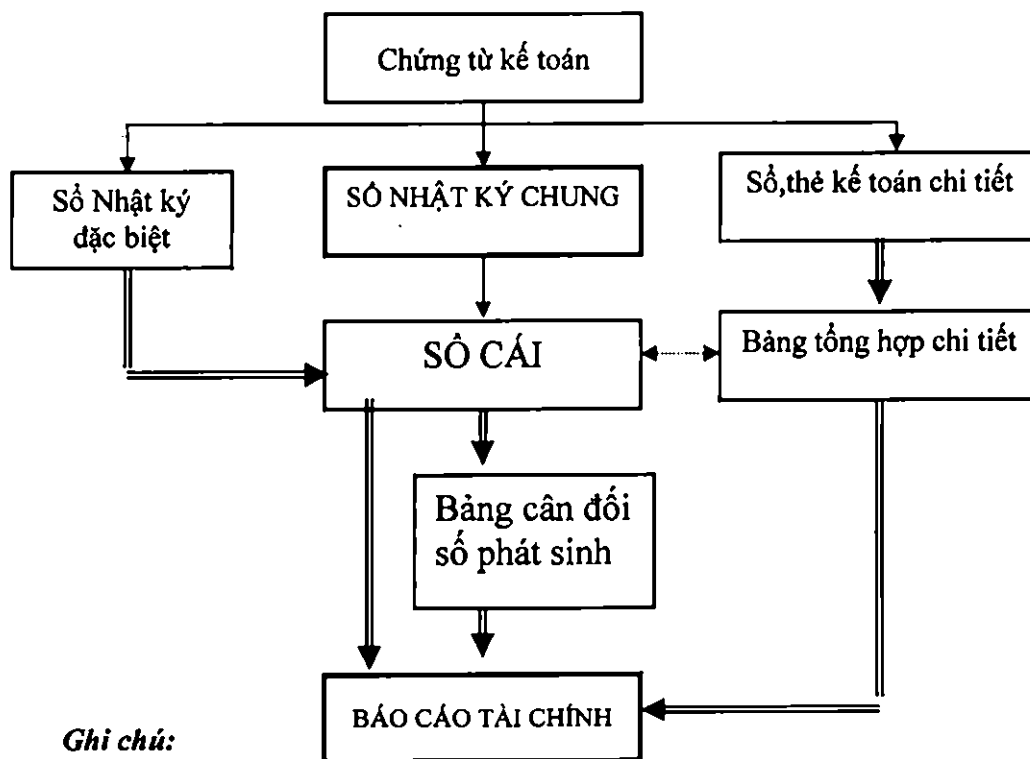 Chứng từ kế toán
Sổ Nhật ký
đặc biệt
SỔ NHẬT KÝ CHUNG
Sổ,thẻ kế toán chi tiết
SỔ CÁI
Bảng tổng hợp chi tiết
Bảng cân đối
số phát sinh
BÁO CÁO TÀI CHÍNH
Ghi chú: